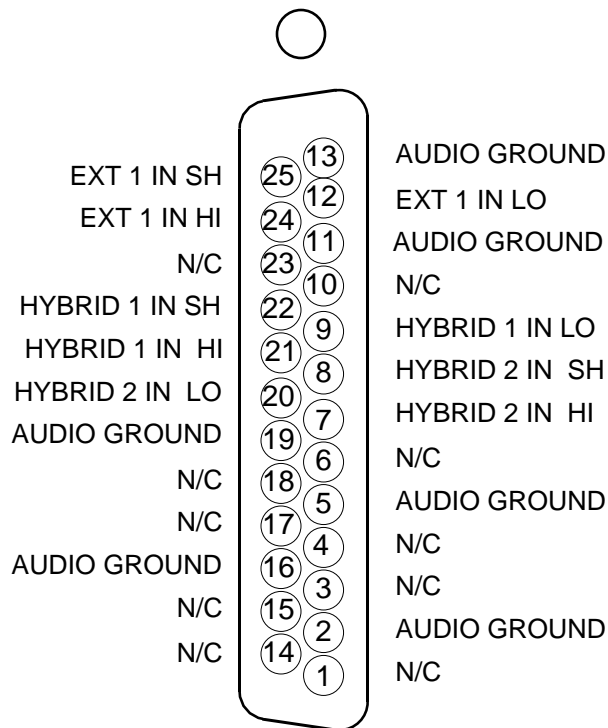 13 AUDIO GROUND
EXT 1 IN SH 25
12 EXT 1 IN LO
EXT 1 IN HI 24
11 AUDIO GROUND
N/C 23
10 N/C
HYBRID 1 IN SH 22
9 HYBRID 1 IN LO
HYBRID 1 IN HI 21
8 HYBRID 2 IN SH
HYBRID 2 IN LO 20
7 HYBRID 2 IN HI
AUDIO GROUND 19
6 N/C
N/C 18
5 AUDIO GROUND
N/C 17
4 N/C
AUDIO GROUND 16
3 N/C
N/C 15
2 AUDIO GROUND
N/C 14
1 N/C